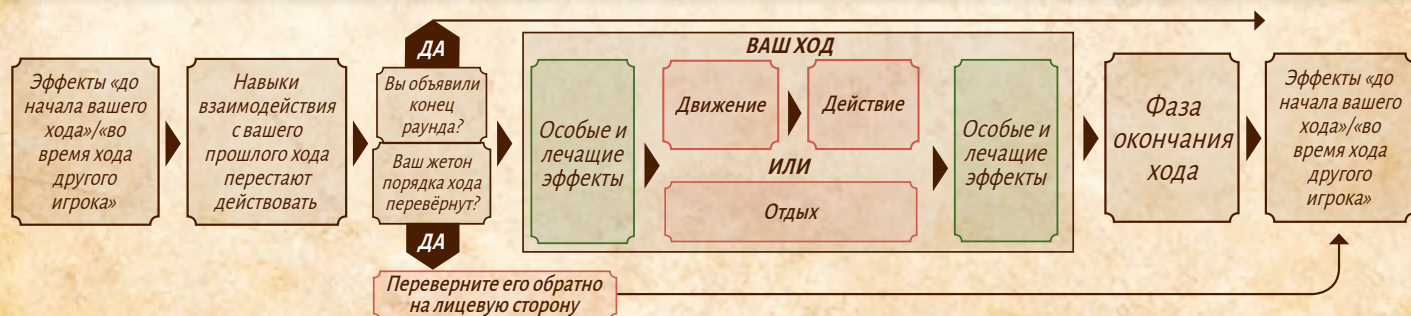 Эффекты «до
начала вашего
хода»/«во
время хода
другого
игрока»
Навыки
взаимодействия
с вашего
прошлого хода
перестают
действовать
ДА
Вы объявили
конец
раунда?
Ваш жетон
порядка хода
перевёрнут?
ДА
Переверните его обратно
на лицевую сторону
ВАШ ХОД
Особые и
лечащие
эффекты
Движение
Действие
ИЛИ
Отдых
Особые и
лечащие
эффекты
Фаза
окончания
хода
Эффекты «до
начала вашего
хода»/«во
время хода
другого
игрока»